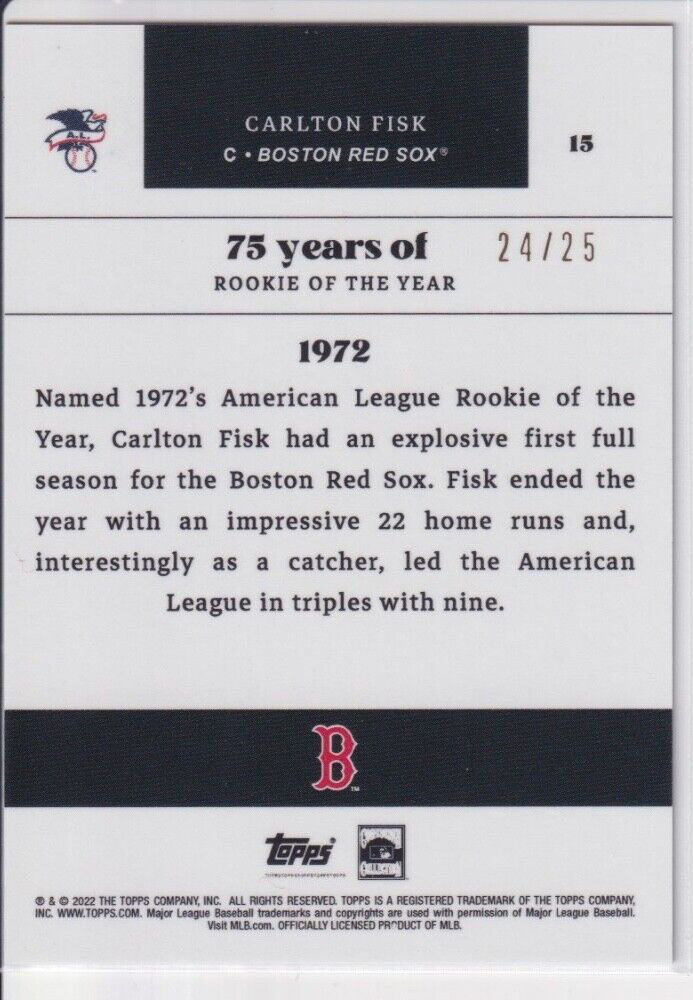 A.L.
CARLTON FISK
C • BOSTON RED SOX®
15
75 years of
24/25
ROOKIE OF THE YEAR
1972
Named 1972's American League Rookie of the
Year, Carlton Fisk had an explosive first full
season for the Boston Red Sox. Fisk ended the
year with an impressive 22 home runs and,
interestingly as a catcher, led the American
League in triples with nine.
B
TM
Topps
COLLECTION
® & © 2022 THE TOPPS COMPANY, INC. ALL RIGHTS RESERVED. TOPPS IS A REGISTERED TRADEMARK OF THE TOPPS COMPANY,
INC. WWW.TOPPS.COM. Major League Baseball trademarks and copyrights are used with permission of Major League Baseball.
Visit MLB.com. OFFICIALLY LICENSED PRODUCT OF MLB.